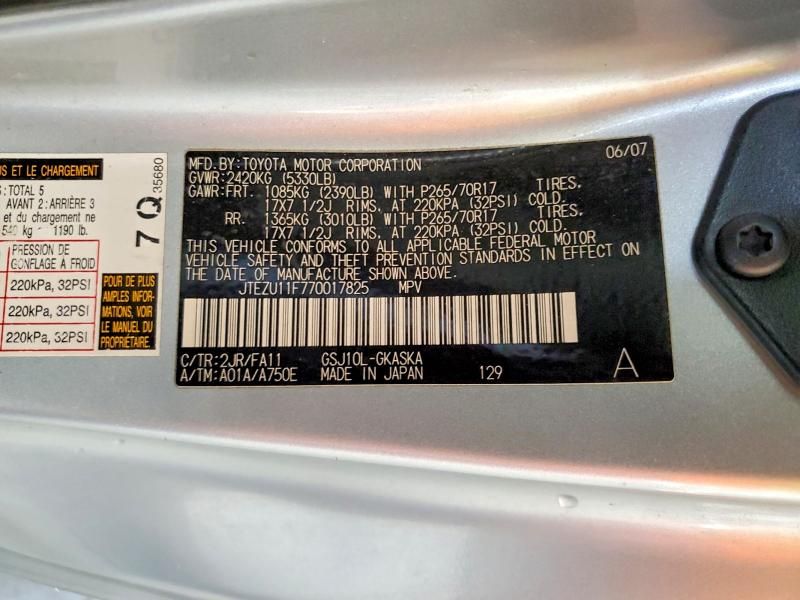 US ET LE CHARGEMENT
S: TOTAL 5
AVANT 2: ARRIÈRE 3
et du chargement ne
540 kg 1190 lb.
PRESSION DE
GONFLAGE À FROID
220kPa, 32PSI
220kPa, 32PSI
220kPa, 32PSI
POUR DE PLUS
AMPLES INFOR-
MATIONS, VOIR
LE MANUEL DU
PROPRIÉTAIRE.
7 Q 35680
MFD. BY: TOYOTA MOTOR CORPORATION 06/07
GVWR: 2420KG (5330LB)
GAWR: FRT. 1085KG (2390LB) WITH P265/70R17 TIRES.
17X7 1/2J RIMS. AT 220KPA (32PSI) COLD.
RR. 1365KG (3010LB) WITH P265/70R17 TIRES.
17X7 1/2J RIMS. AT 220KPA (32PSI) COLD.
THIS VEHICLE CONFORMS TO ALL APPLICABLE FEDERAL MOTOR
VEHICLE SAFETY AND THEFT PREVENTION STANDARDS IN EFFECT ON
THE DATE OF MANUFACTURE SHOWN ABOVE.
JTEZU11F770017825 MPV
C/TR: 2JR/FA11 GSJ10L-GKASKA
A/TM: A01A/A750E MADE IN JAPAN 129 A